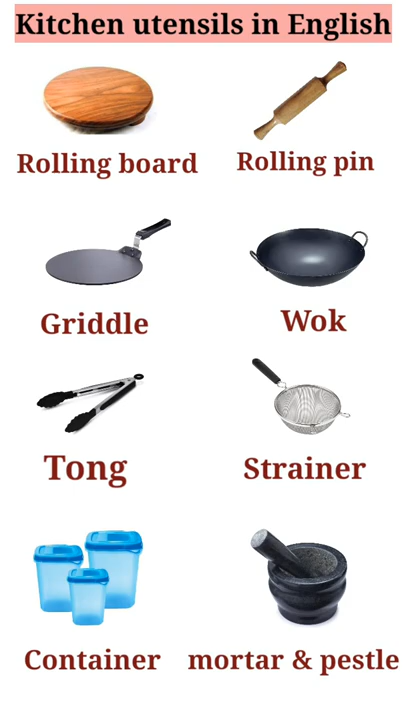 Kitchen utensils in English
Rolling board
Rolling pin
Griddle
Wok
Tong
Strainer
Container
mortar & pestle